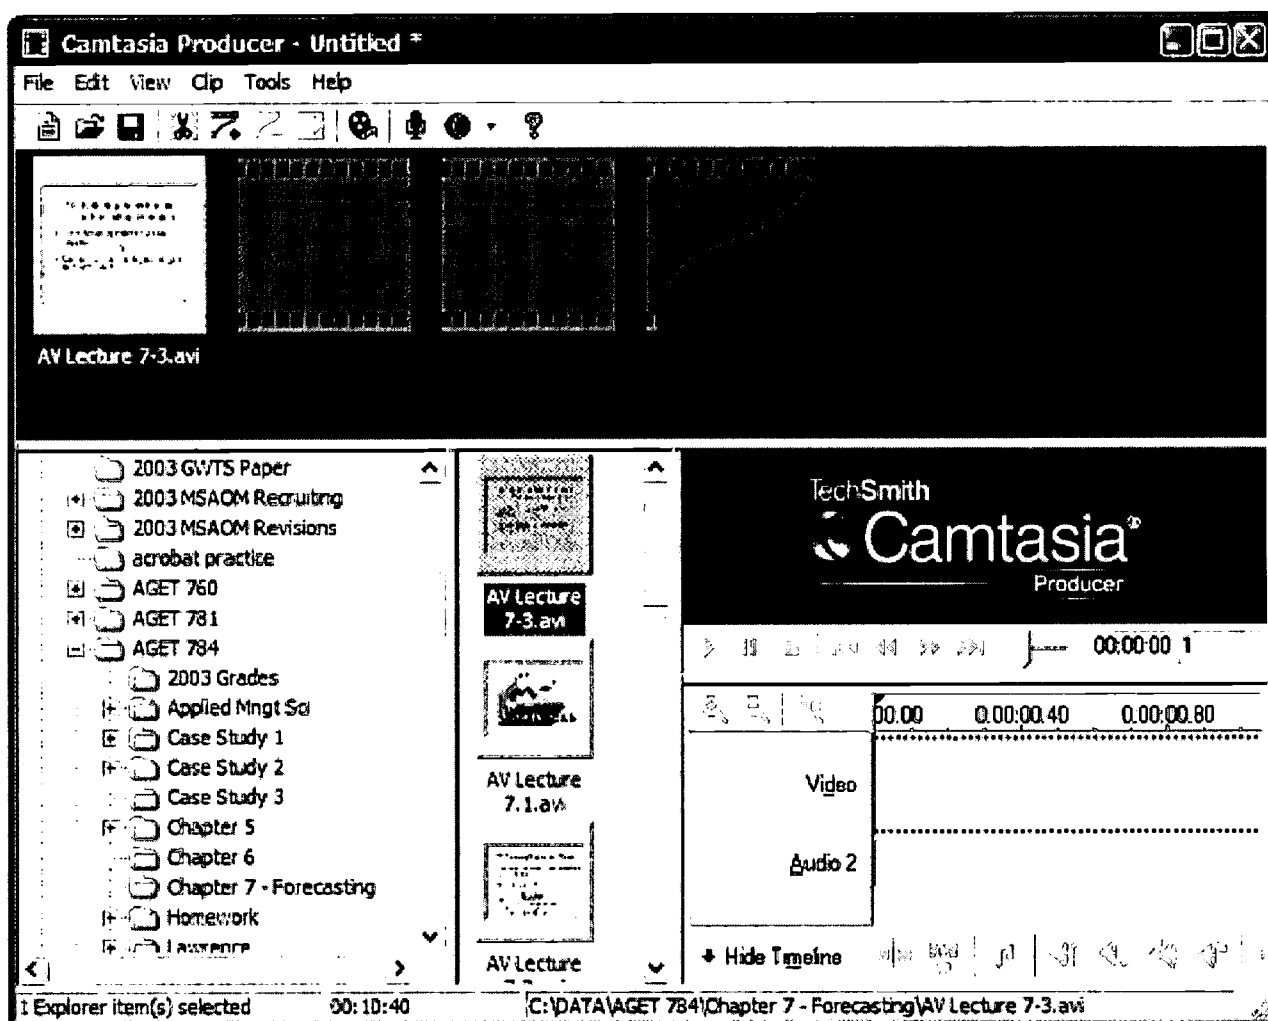 Camtasia Producer - Untitled *
File Edit View Clip Tools Help
AV Lecture 7-3.avi
2003 GWTS Paper
2003 MSAOM Recruiting
2003 MSAOM Revisions
acrobat practice
AGET 760
AGET 781
AGET 784
2003 Grades
Applied Mngt Sci
Case Study 1
Case Study 2
Case Study 3
Chapter 5
Chapter 6
Chapter 7 - Forecasting
Homework
Lawrence
AV Lecture
7-3.avi
AV Lecture
7.1.avi
AV Lecture
TechSmith
Camtasia®
Producer
00:00:00 1
00.00 0.00:00.40 0.00:00.80
Video
Audio 2
Hide Timeline
1 Explorer item(s) selected 00:10:40 C:\DATA\AGET 784\Chapter 7 - Forecasting\AV Lecture 7-3.avi